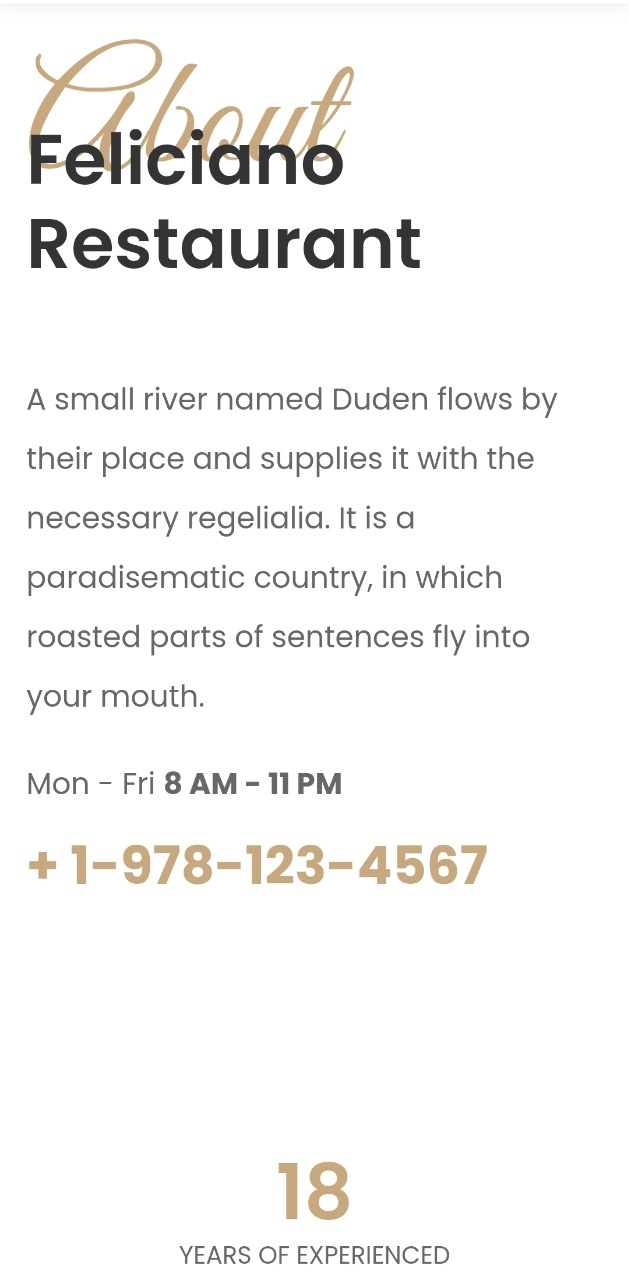 About
Feliciano
Restaurant
A small river named Duden flows by
their place and supplies it with the
necessary regelialia. It is a
paradisematic country, in which
roasted parts of sentences fly into
your mouth.
Mon - Fri 8 AM - 11 PM
+ 1-978-123-4567
18
YEARS OF EXPERIENCED